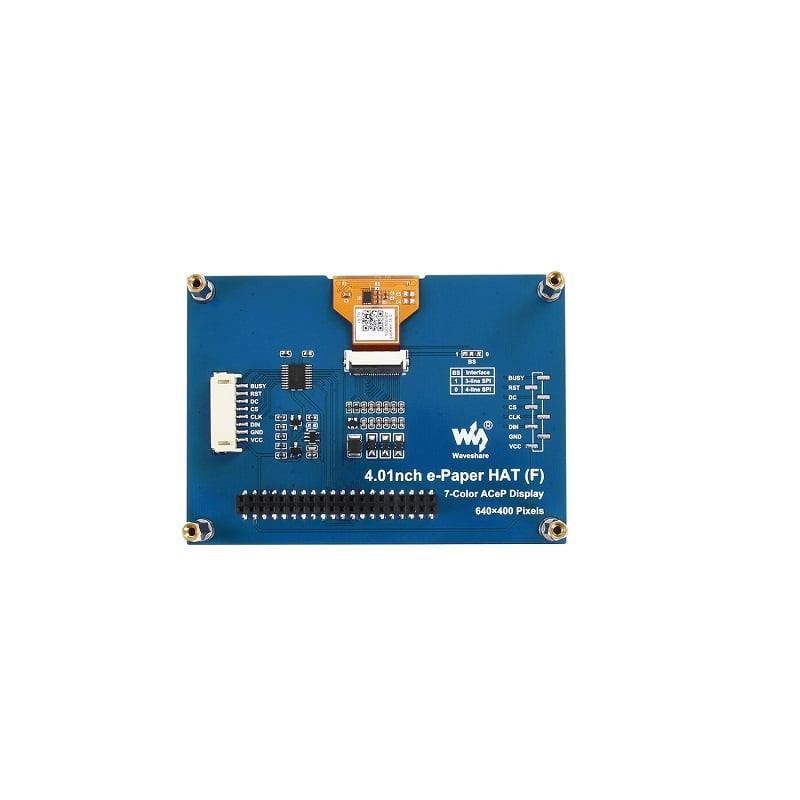 1 0
BS
BS Interface
1 3-line SPI
0 4-line SPI
BUSY
RST
DC
CS
CLK
DIN
GND
VCC
BUSY
RST
DC
CS
CLK
DIN
GND
VCC
®
Waveshare
4.01nch e-Paper HAT (F)
7-Color ACeP Display
640×400 Pixels